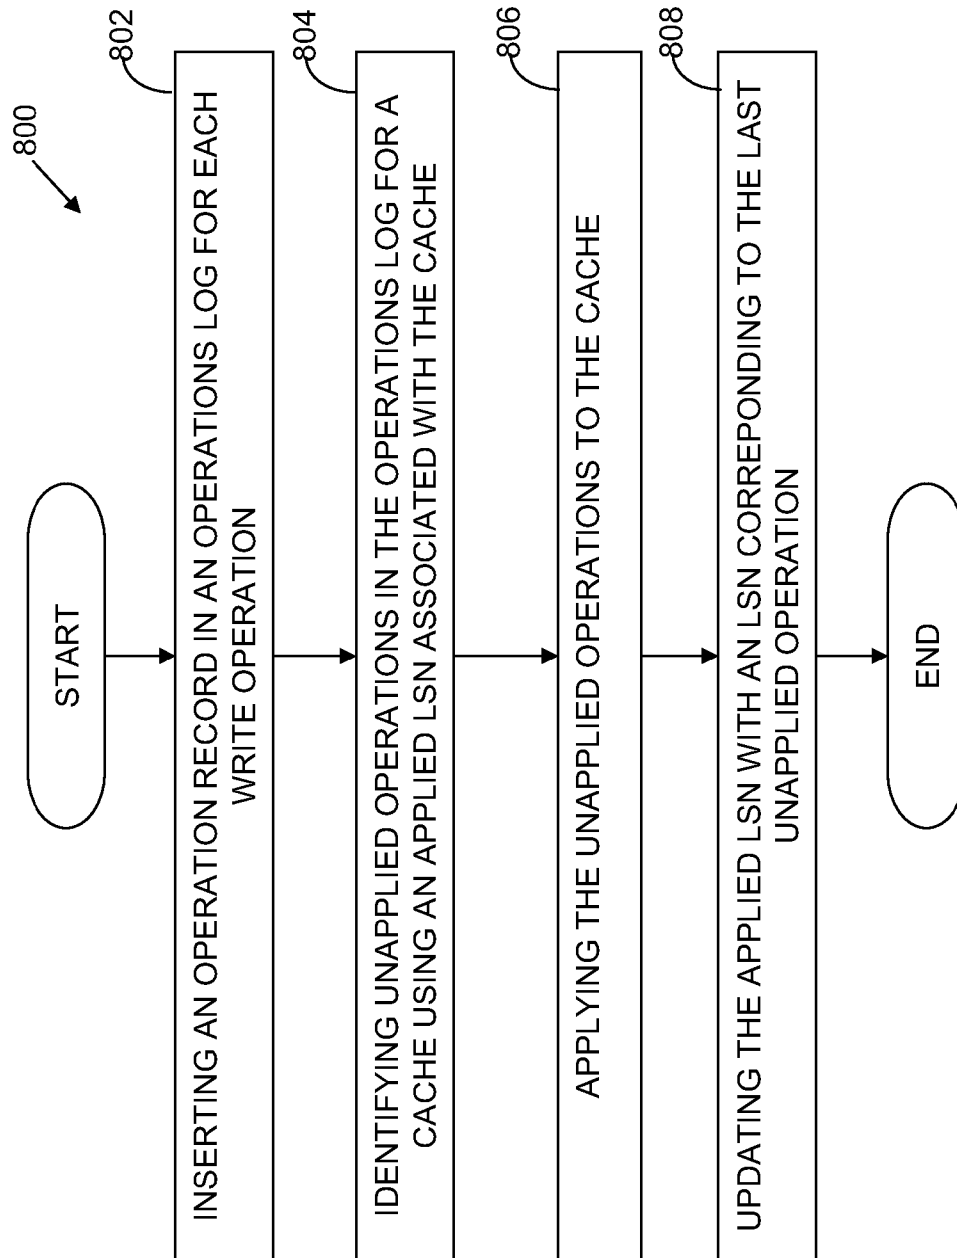 800
START
802
INSERTING AN OPERATION RECORD IN AN OPERATIONS LOG FOR EACH
WRITE OPERATION
804
IDENTIFYING UNAPPLIED OPERATIONS IN THE OPERATIONS LOG FOR A
CACHE USING AN APPLIED LSN ASSOCIATED WITH THE CACHE
806
APPLYING THE UNAPPLIED OPERATIONS TO THE CACHE
808
UPDATING THE APPLIED LSN WITH AN LSN CORREPONDING TO THE LAST
UNAPPLIED OPERATION
END